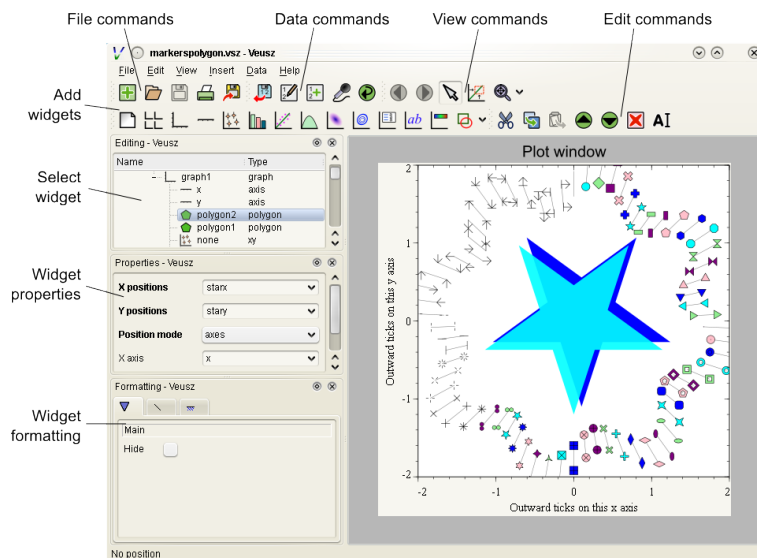 File commands
Data commands
View commands
Edit commands
markerspolygon.vsz - Veusz
File Edit View Insert Data Help
Add
widgets
ab
A
Editing - Veusz
Plot window
Name Type
graph1 graph
x axis
y axis
polygon2 polygon
polygon1 polygon
none xy
Select
widget
Properties - Veusz
X positions starx
Y positions stary
Position mode axes
X axis x
Widget
properties
Formatting - Veusz
Main
Hide
Widget
formatting
2
1
0
-1
-2
Outward ticks on this y axis
-2 -1 0 1 2
Outward ticks on this x axis
No position